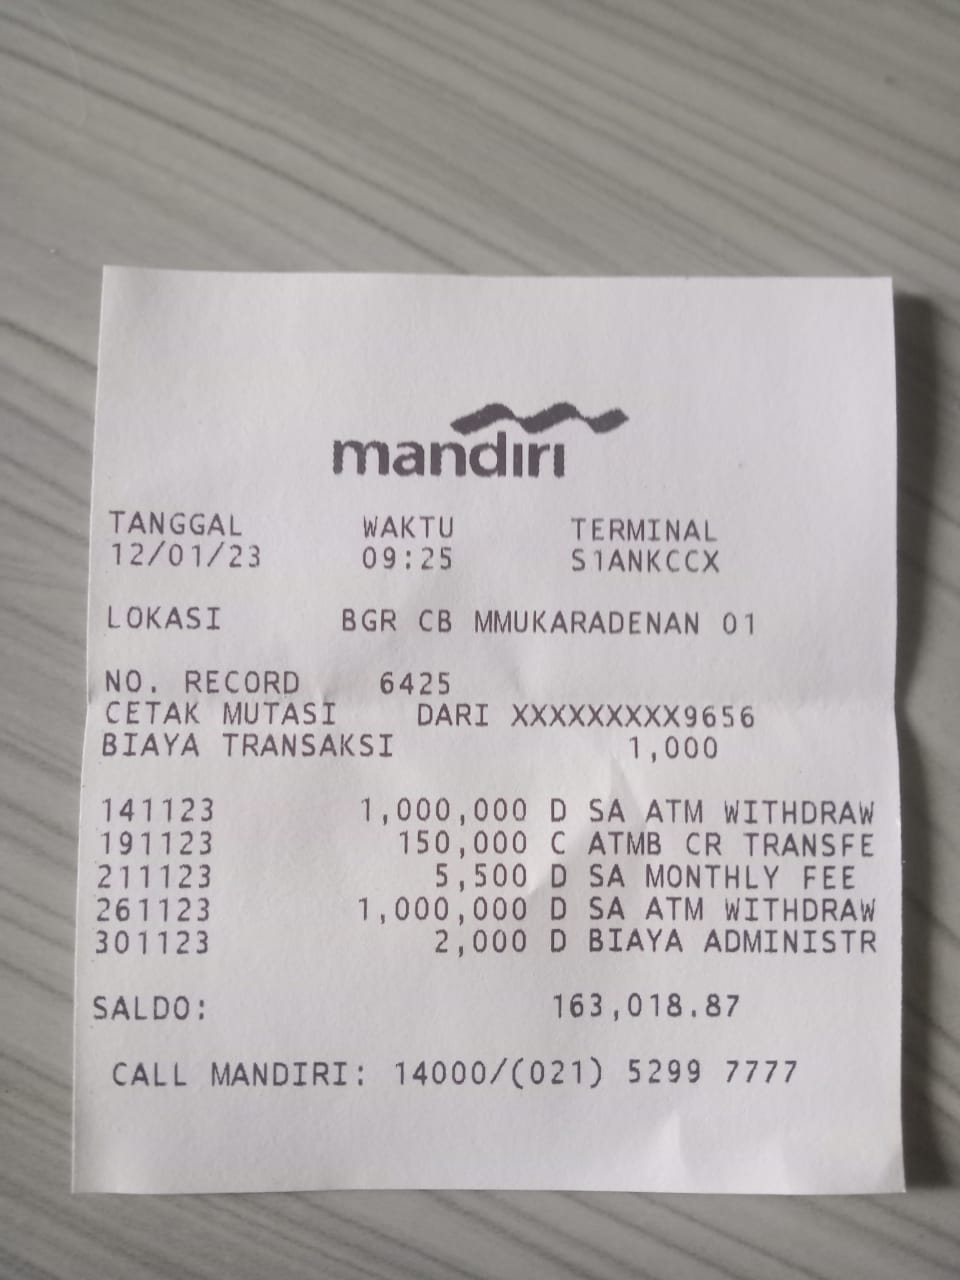 mandiri
TANGGAL WAKTU TERMINAL
12/01/23 09:25 S1ANKCCX
LOKASI BGR CB MMUKARADENAN 01
NO. RECORD 6425
CETAK MUTASI DARI XXXXXXXXX9656
BIAYA TRANSAKSI 1,000
141123 1,000,000 D SA ATM WITHDRAW
191123 150,000 C ATMB CR TRANSFE
211123 5,500 D SA MONTHLY FEE
261123 1,000,000 D SA ATM WITHDRAW
301123 2,000 D BIAYA ADMINISTR
SALDO: 163,018.87
CALL MANDIRI: 14000/(021) 5299 7777